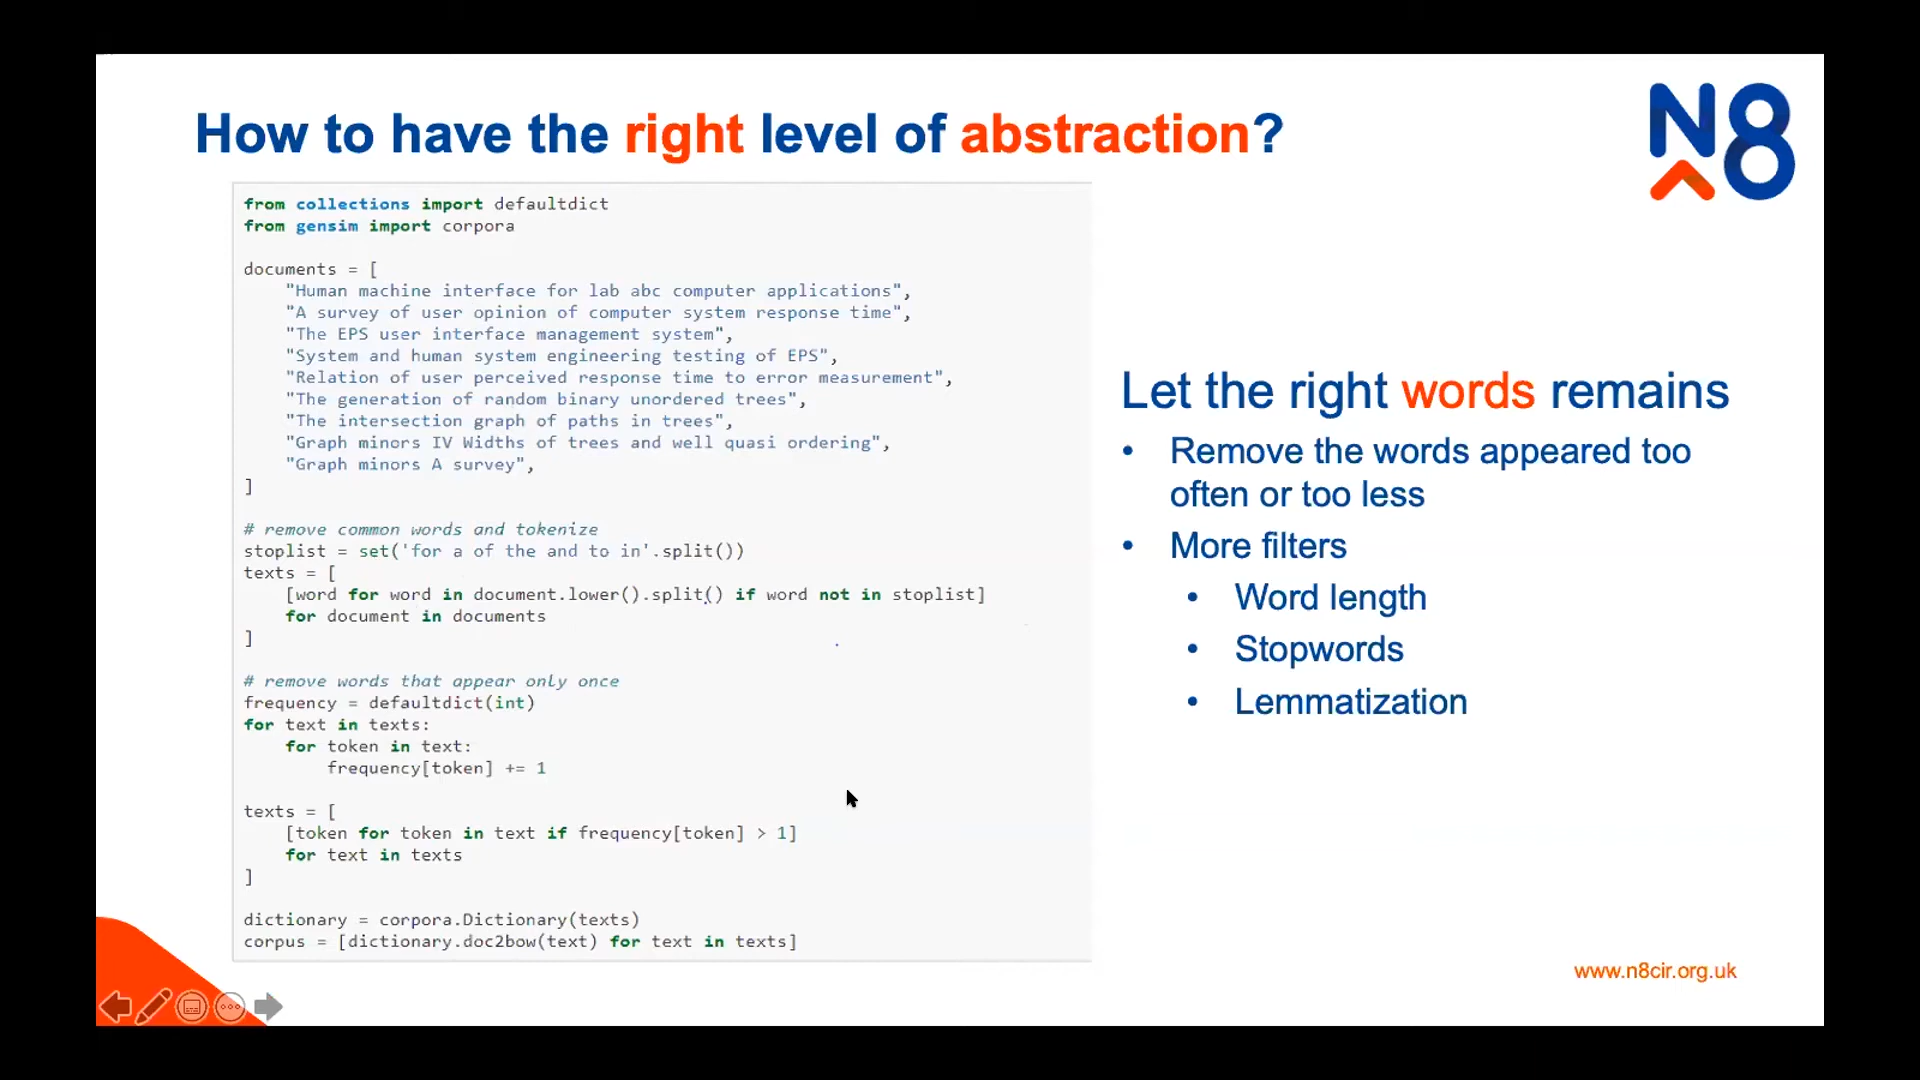 How to have the right level of abstraction?
N8
from collections import defaultdict
from gensim import corpora
documents = [
"Human machine interface for lab abc computer applications",
"A survey of user opinion of computer system response time",
"The EPS user interface management system",
"System and human system engineering testing of EPS",
"Relation of user perceived response time to error measurement",
"The generation of random binary unordered trees",
"The intersection graph of paths in trees",
"Graph minors IV Widths of trees and well quasi ordering",
"Graph minors A survey",
]
# remove common words and tokenize
stoplist = set('for a of the and to in'.split())
texts = [
[word for word in document.lower().split() if word not in stoplist]
for document in documents
]
# remove words that appear only once
frequency = defaultdict(int)
for text in texts:
for token in text:
frequency[token] += 1
texts = [
[token for token in text if frequency[token] > 1]
for text in texts
]
dictionary = corpora.Dictionary(texts)
corpus = [dictionary.doc2bow(text) for text in texts]
Let the right words remains
• Remove the words appeared too
often or too less
• More filters
• Word length
• Stopwords
• Lemmatization
www.n8cir.org.uk